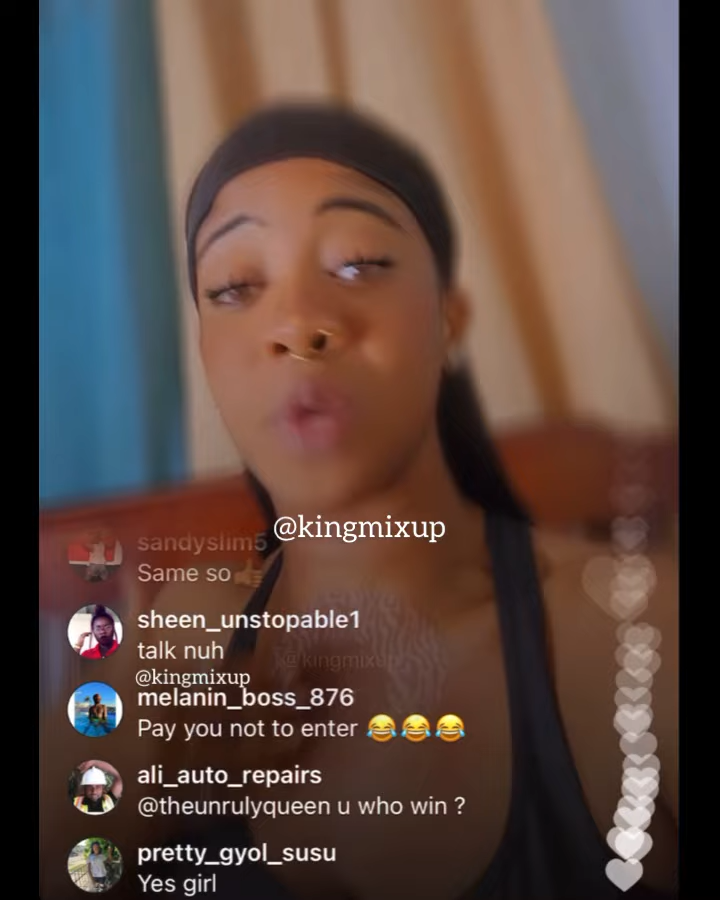 @kingmixup
sandyslim5
Same so👍
sheen_unstopable1
talk nuh
@kingmixup
@kingmixup
melanin_boss_876
Pay you not to enter 😂😂😂
ali_auto_repairs
@theunrulyqueen u who win ?
pretty_gyol_susu
Yes girl